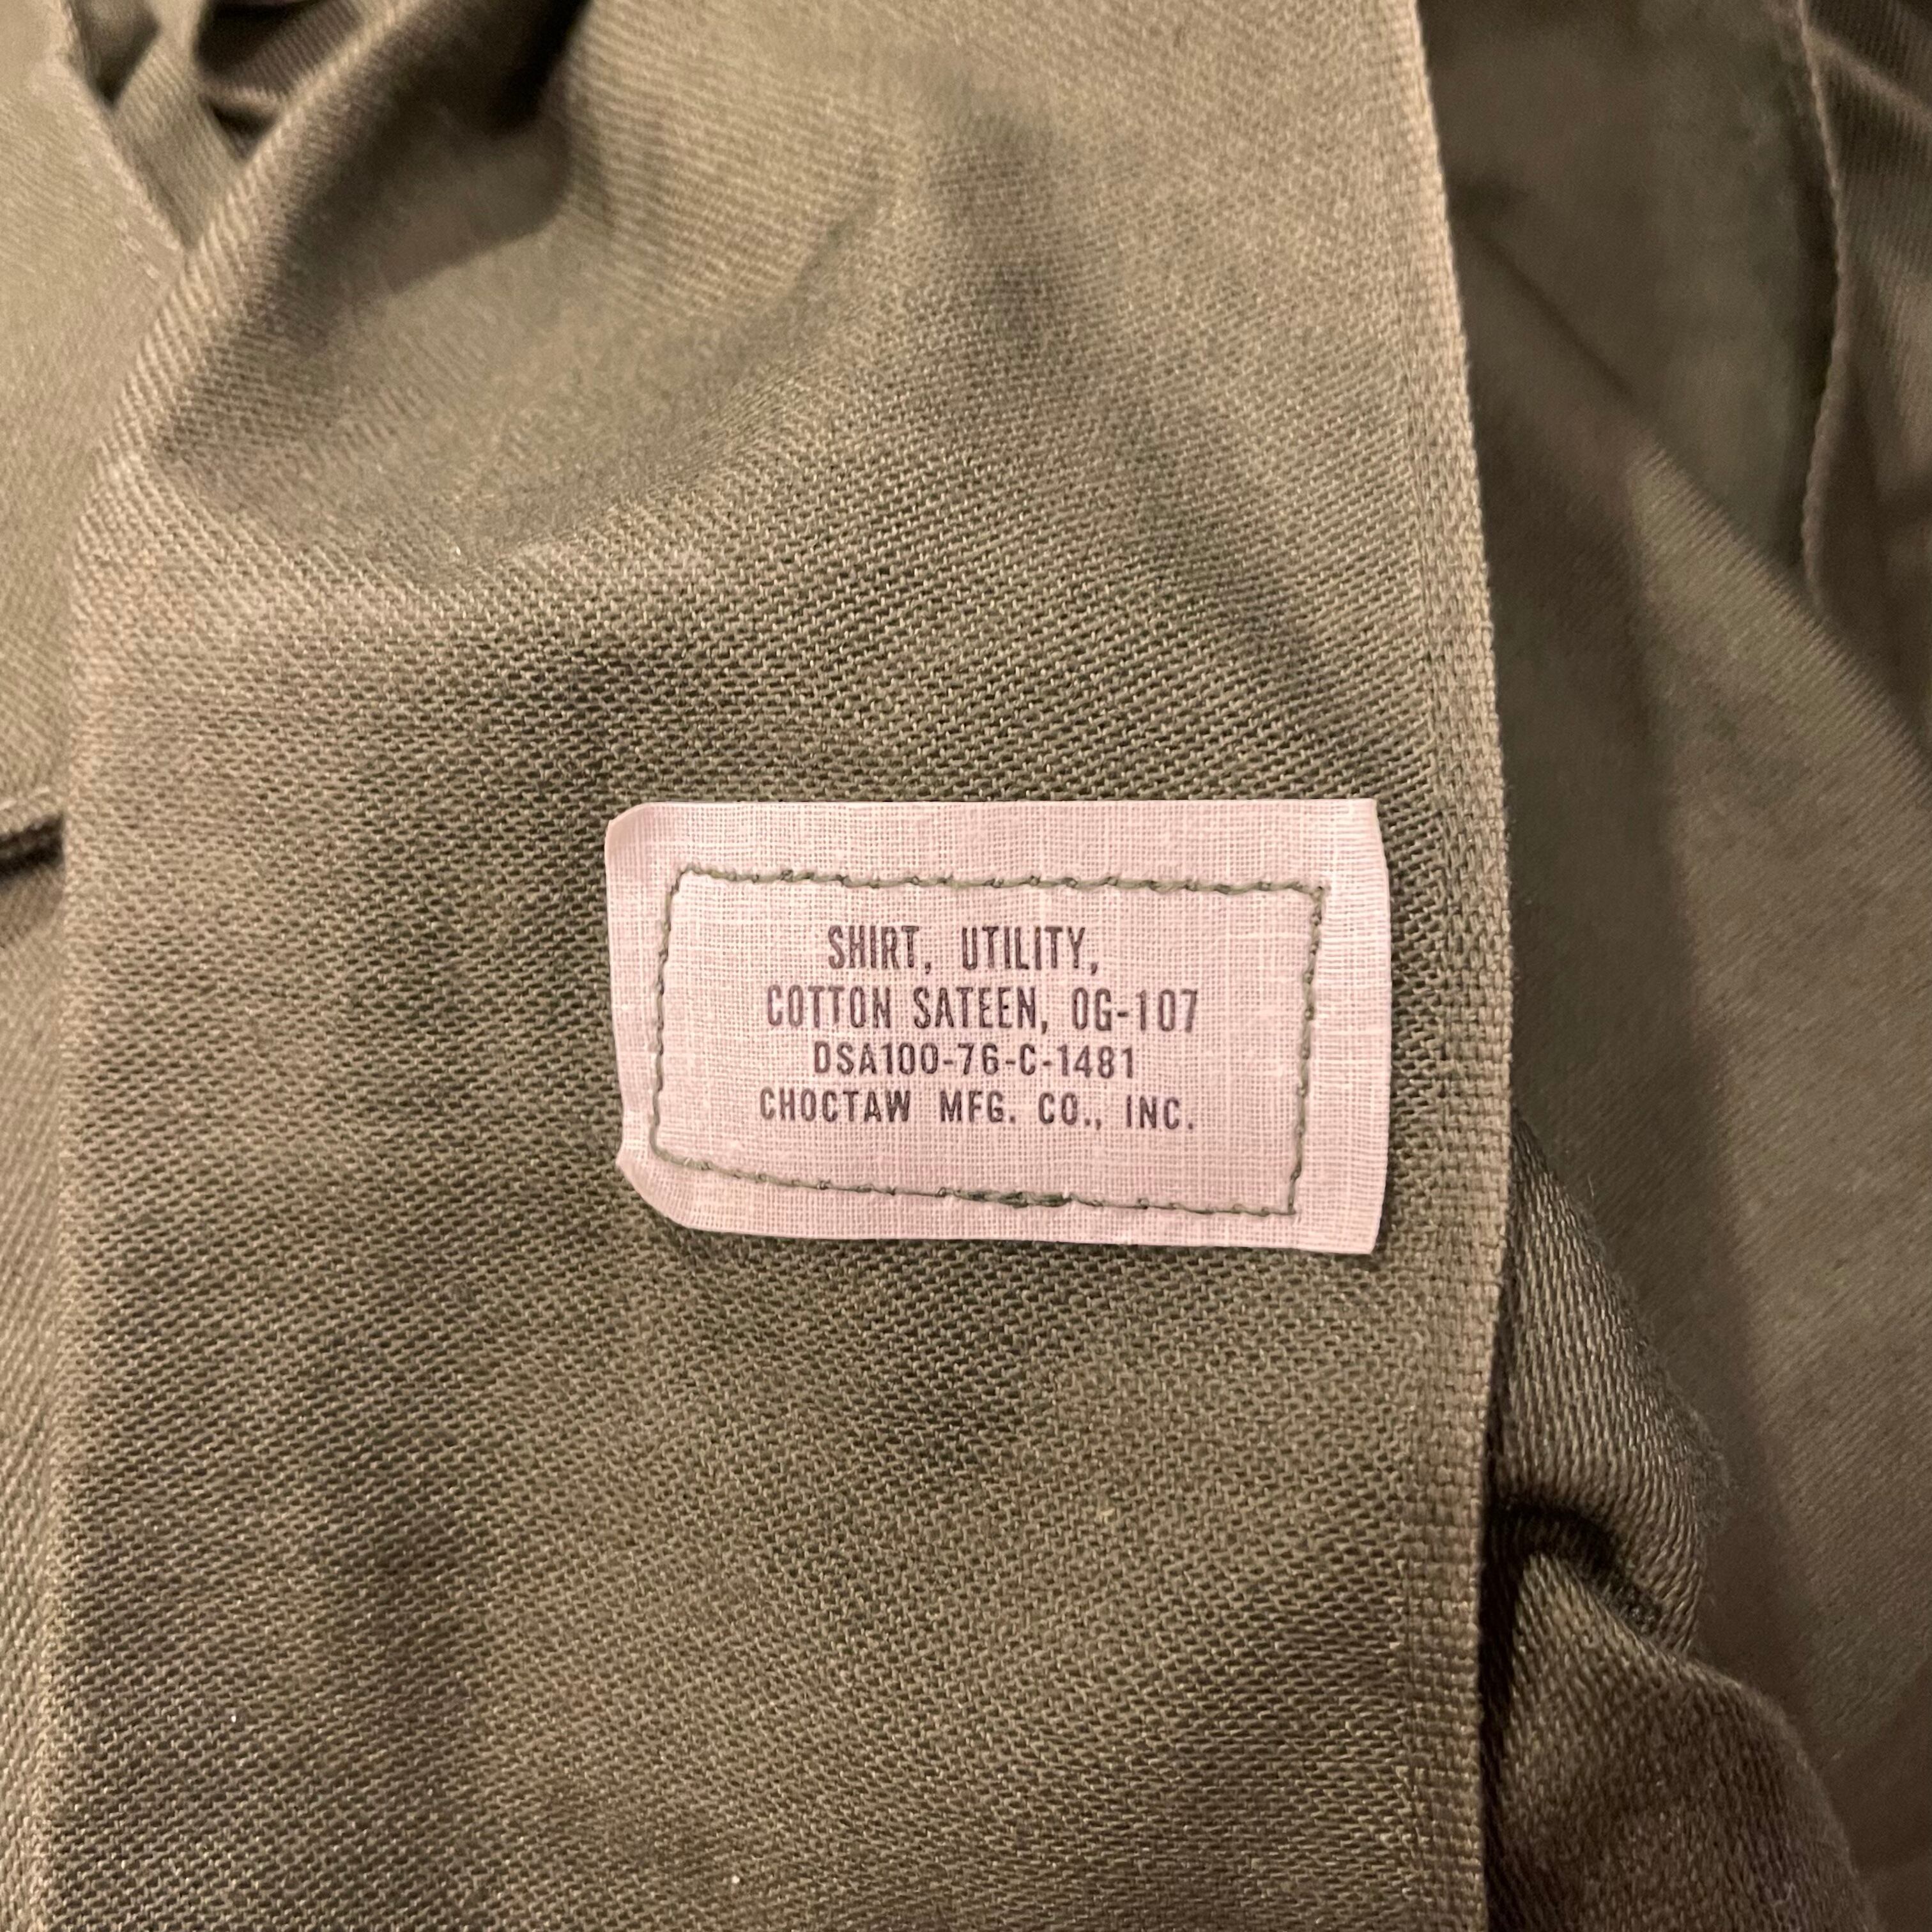 SHIRT, UTILITY,
COTTON SATEEN, OG-107
DSA100-76-C-1481
CHOCTAW MFG. CO., INC.